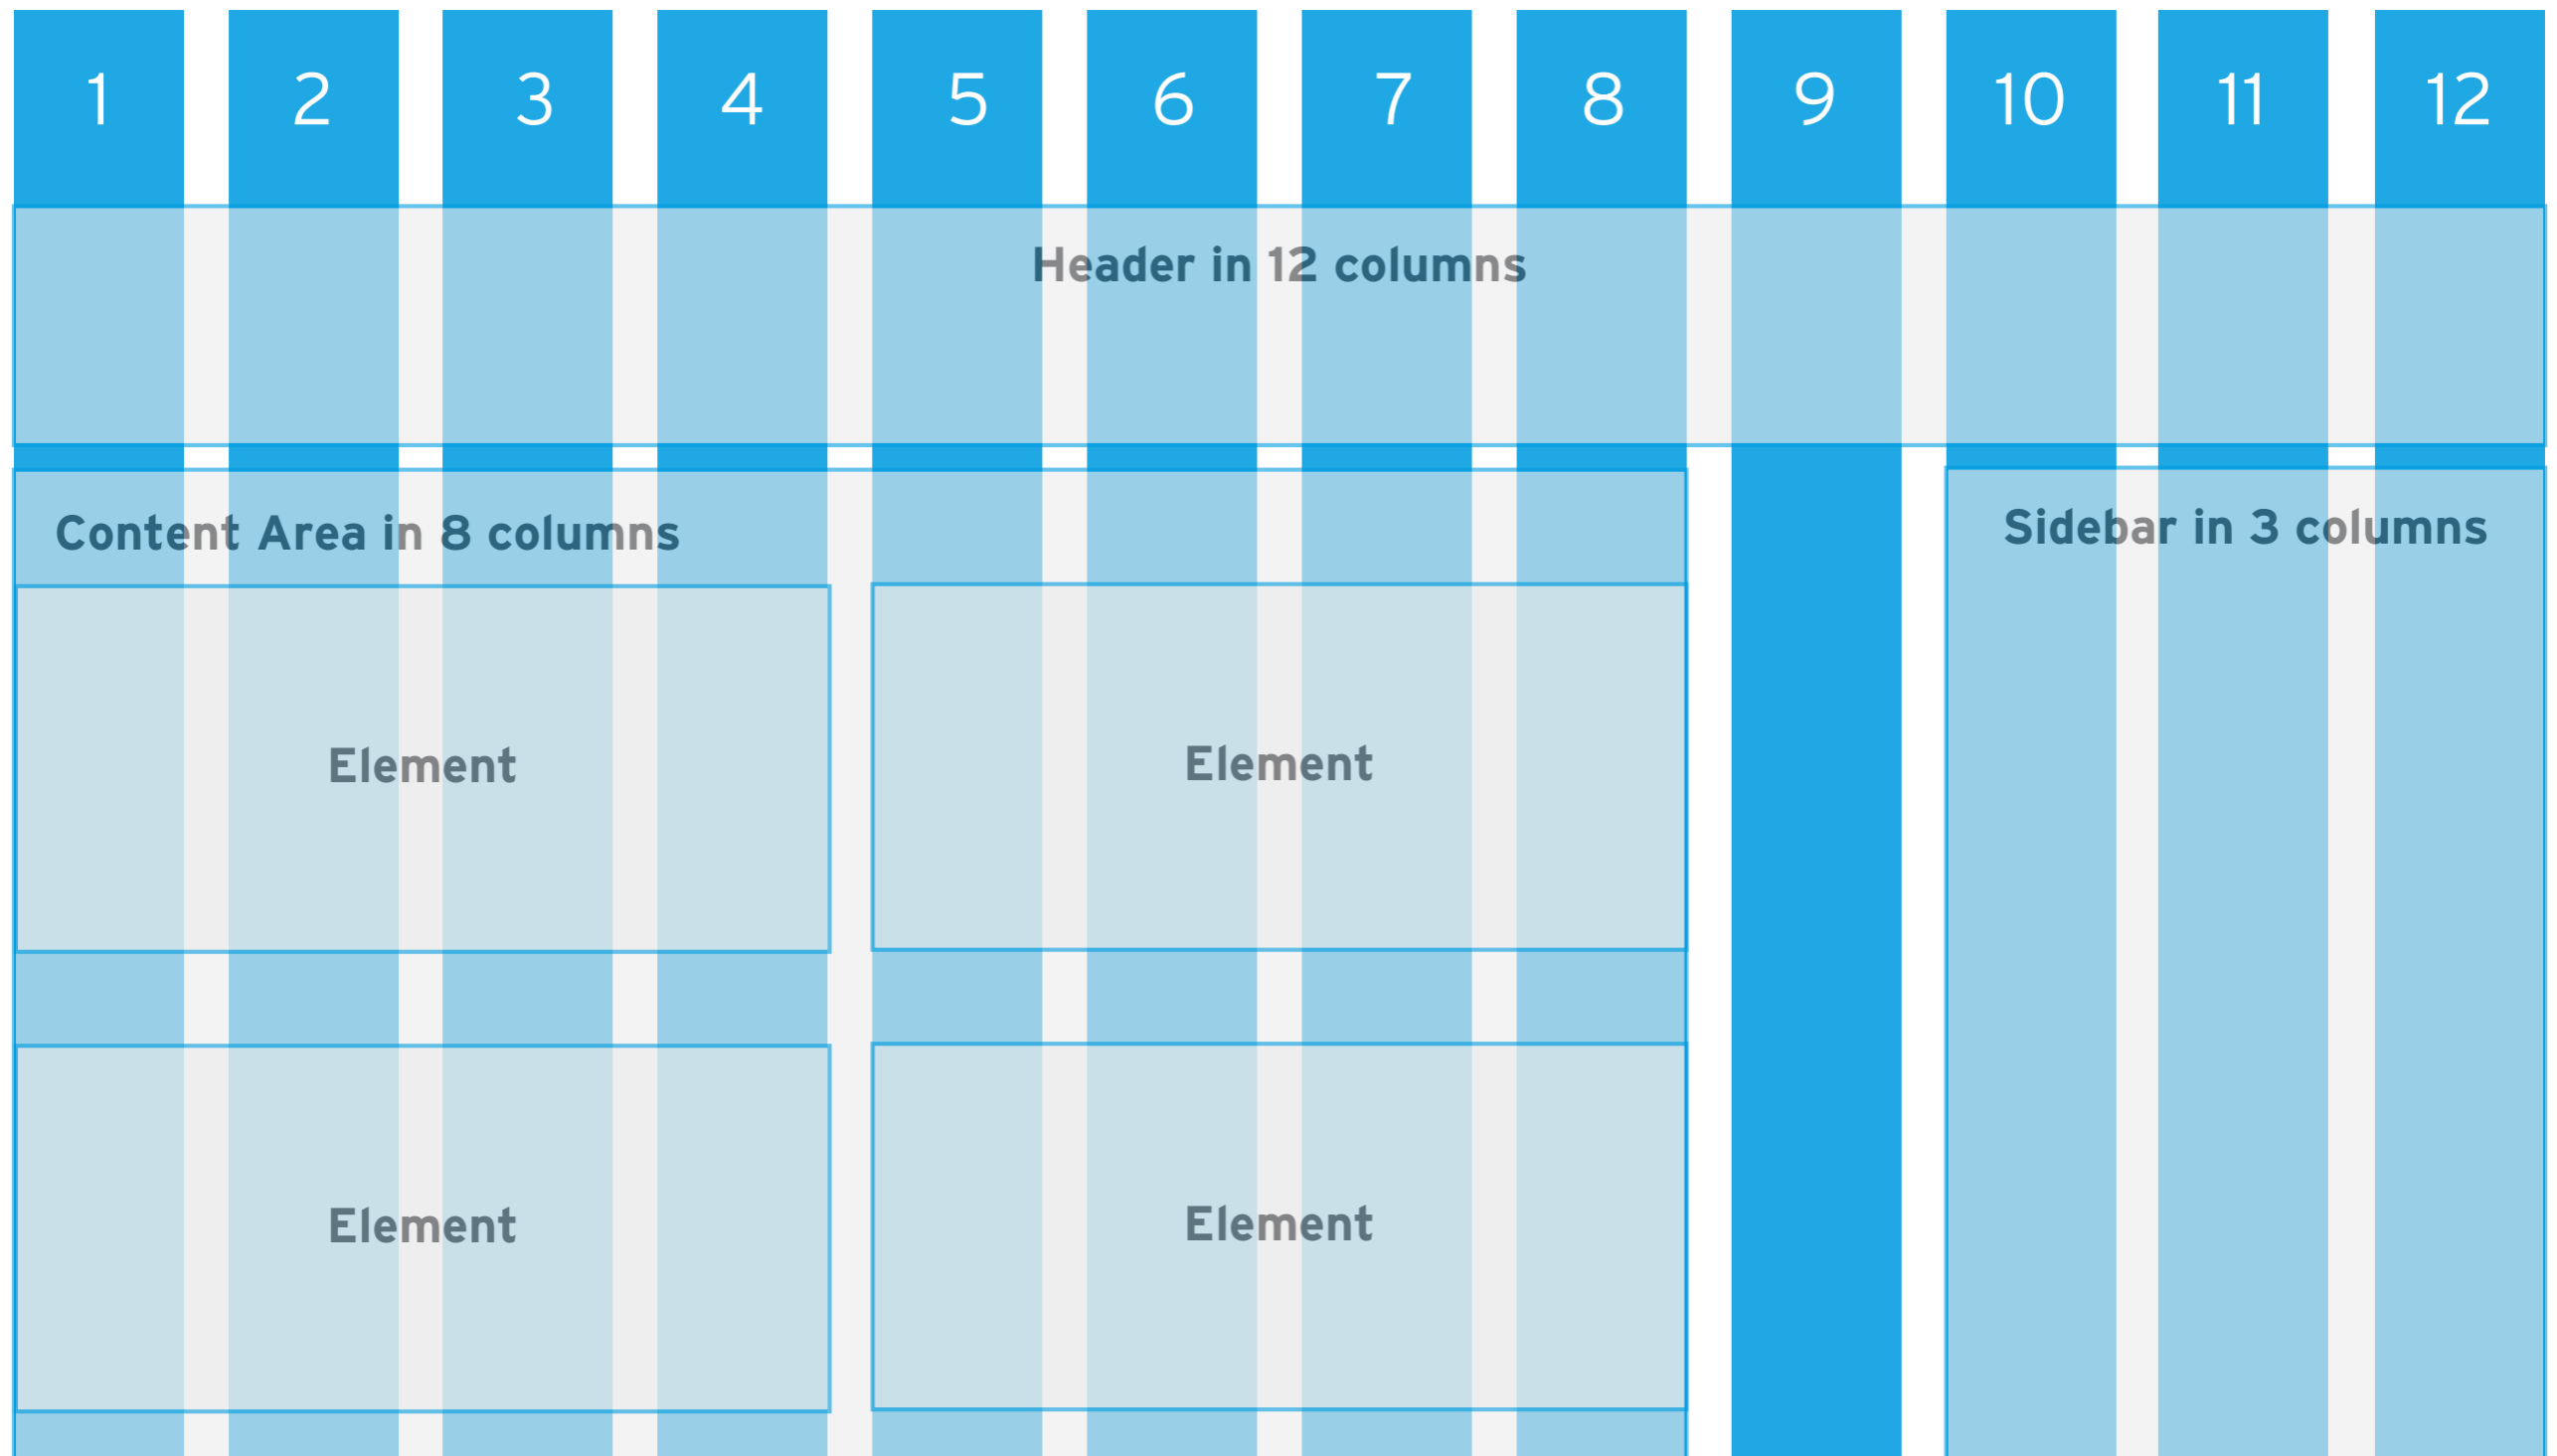 1 2 3 4 5 6 7 8 9 10 11 12
Header in 12 columns
Content Area in 8 columns
Sidebar in 3 columns
Element
Element
Element
Element